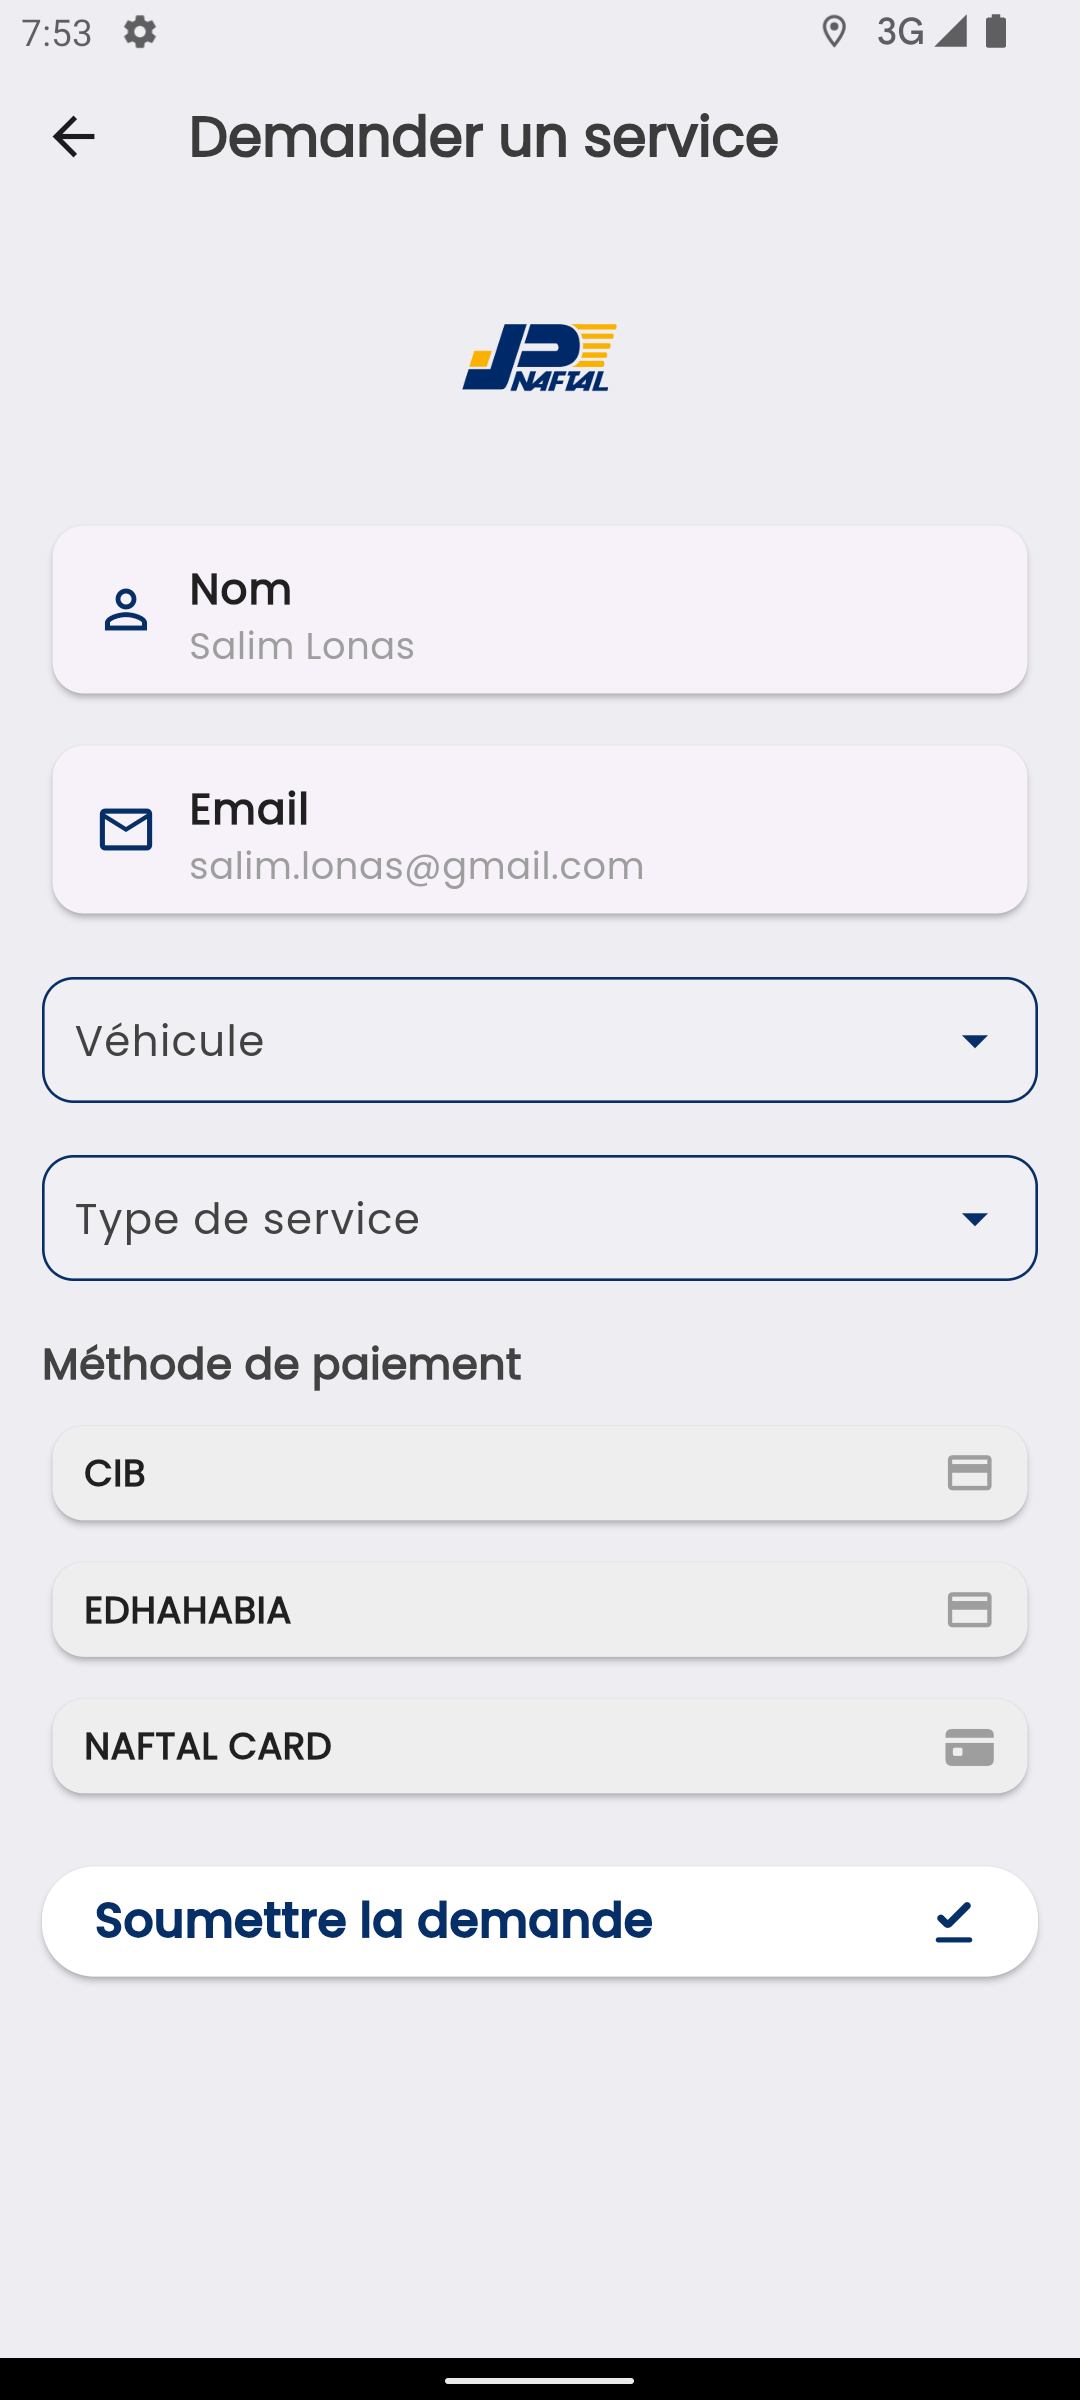 7:53
3G
Demander un service
NAFTAL
Nom
Salim Lonas
Email
salim.lonas@gmail.com
Véhicule
Type de service
Méthode de paiement
CIB
EDHAHABIA
NAFTAL CARD
Soumettre la demande